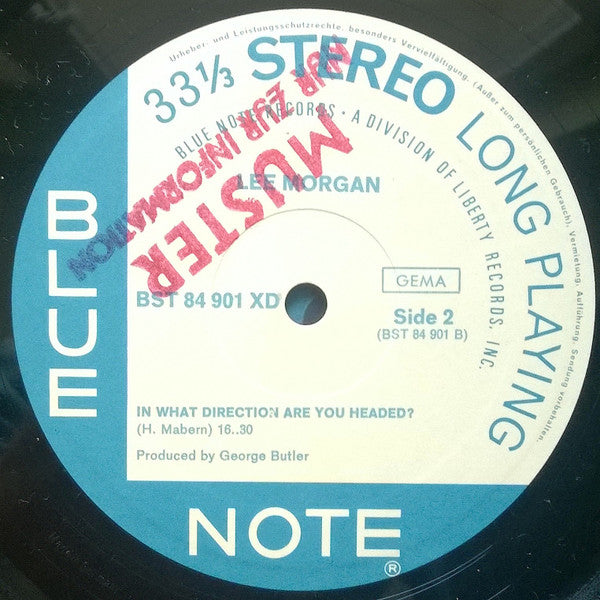 Urheber- und Leistungsschutzrechte, besonders Vervielfältigung, (Außer zum persönlichen Gebrauch), Vermietung, Aufführung, Sendung vorbehalten.
33⅓ STEREO LONG PLAYING
BLUE NOTE RECORDS · A DIVISION OF LIBERTY RECORDS, INC.
MUSTER
NUR ZUR INFORMATION
LEE MORGAN
BST 84 901 XD
GEMA
Side 2
(BST 84 901 B)
IN WHAT DIRECTION ARE YOU HEADED?
(H. Mabern) 16..30
Produced by George Butler
BLUE
NOTE®